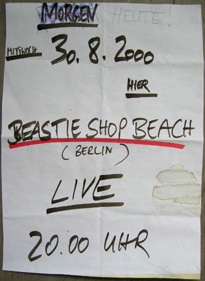 MORGEN HEUTE!
MITTWOCH 30.8.2000
HIER
BEASTIE SHOP BEACH
(BERLIN)
LIVE
20.00 UHR